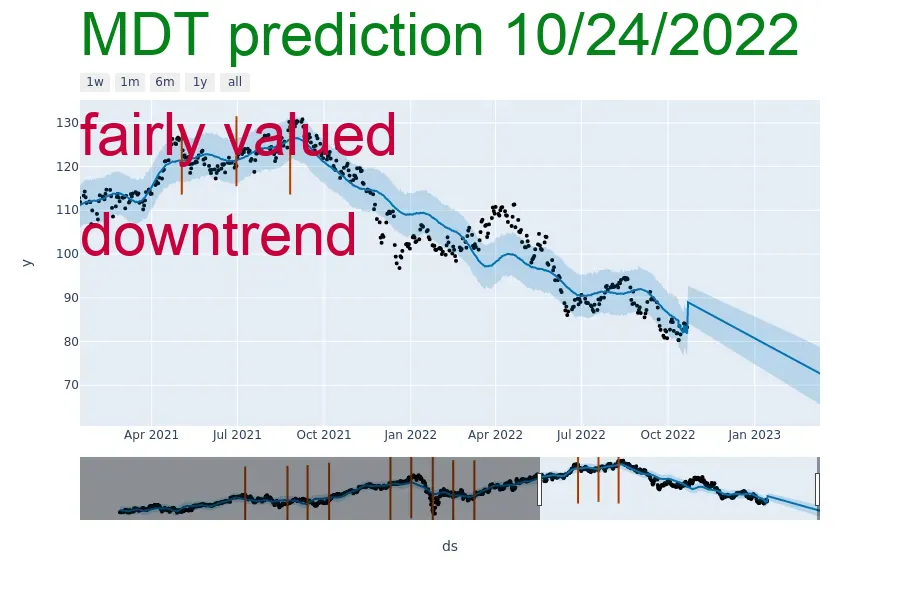 MDT prediction 10/24/2022
1w 1m 6m 1y all
fairly valued
downtrend
130
120
110
100
90
80
70
y
Apr 2021 Jul 2021 Oct 2021 Jan 2022 Apr 2022 Jul 2022 Oct 2022 Jan 2023
ds